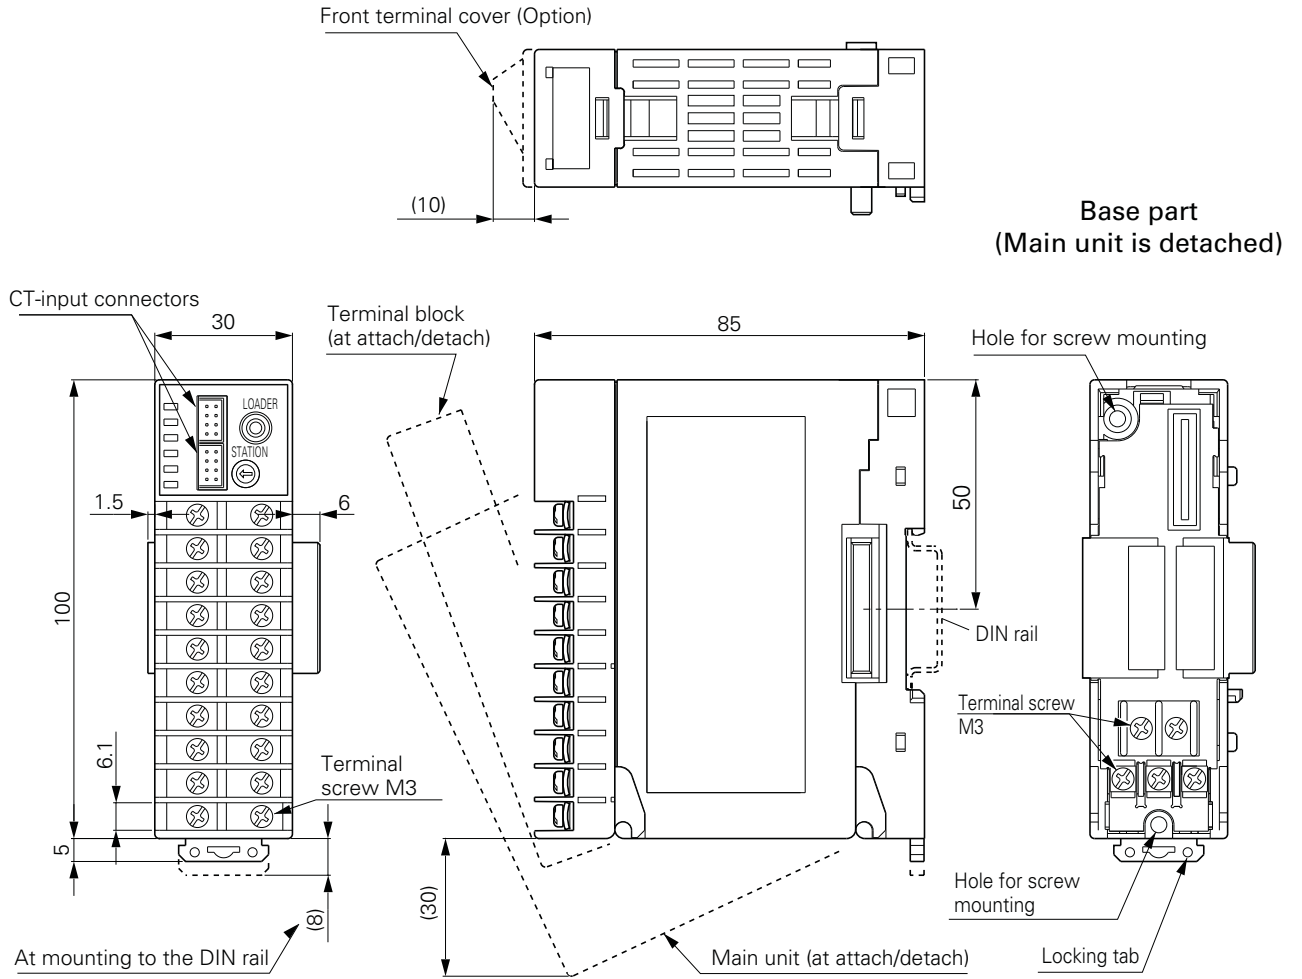 Front terminal cover (Option)
(10)
Base part
(Main unit is detached)
CT-input connectors
30
Terminal block
(at attach/detach)
85
Hole for screw mounting
LOADER
STATION
1.5
6
50
100
DIN rail
Terminal screw
M3
6.1
Terminal
screw M3
5
(8)
(30)
Hole for screw
mounting
At mounting to the DIN rail
Main unit (at attach/detach)
Locking tab